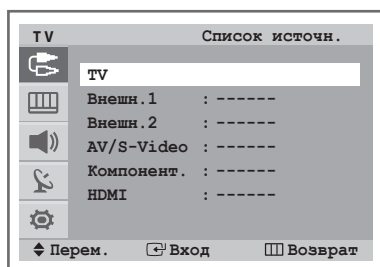 TV Список источн.
TV
Внешн.1 : ------
Внешн.2 : ------
AV/S-Video : ------
Компонент. : ------
HDMI : ------
Перем. Вход Возврат